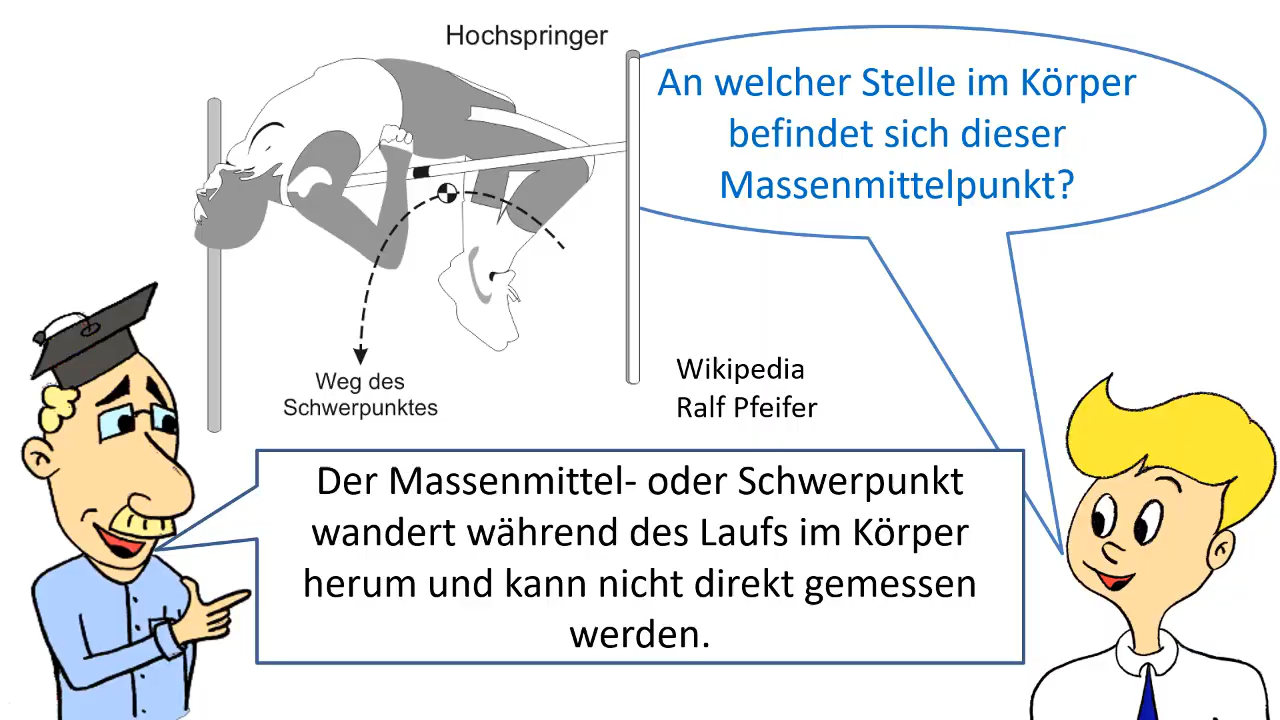 Hochspringer
An welcher Stelle im Körper
befindet sich dieser
Massenmittelpunkt?
Weg des
Schwerpunktes
Wikipedia
Ralf Pfeifer
Der Massenmittel- oder Schwerpunkt
wandert während des Laufs im Körper
herum und kann nicht direkt gemessen
werden.